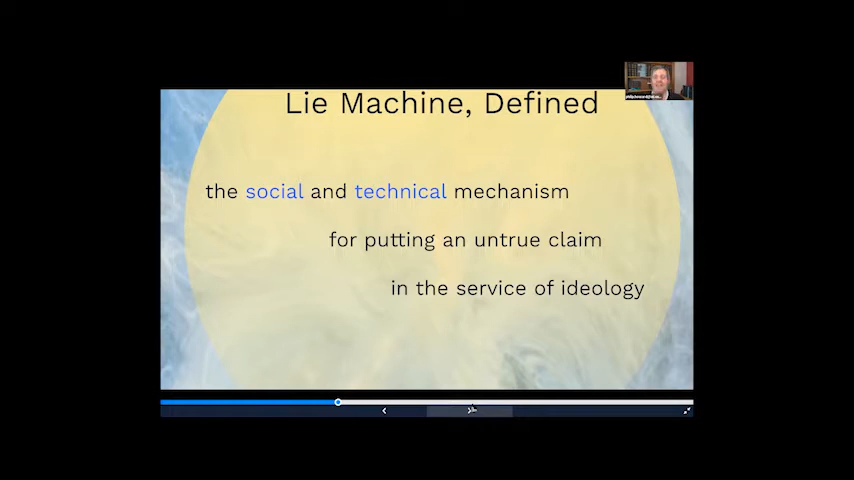 Lie Machine, Defined
the social and technical mechanism
for putting an untrue claim
in the service of ideology